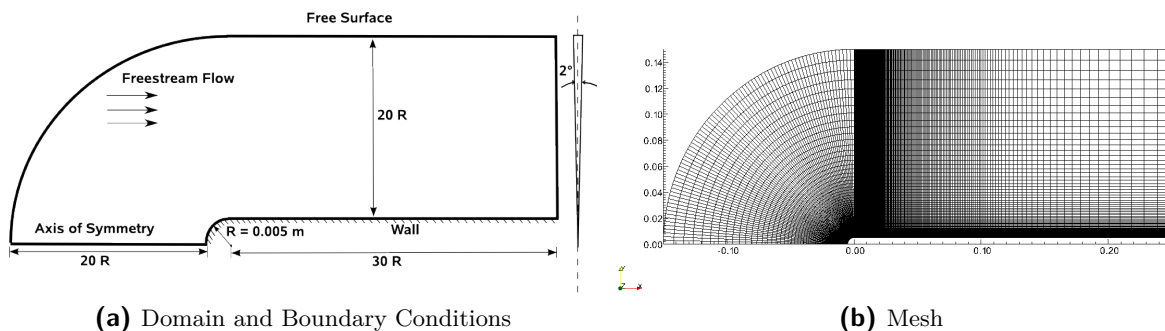 Free Surface
Freestream Flow
2°
20 R
Axis of Symmetry
R = 0.005 m
Wall
20 R
30 R
(a) Domain and Boundary Conditions
0.14
0.12
0.10
0.08
0.06
0.04
0.02
0.00
-0.10 0.00 0.10 0.20
Y
Z X
(b) Mesh